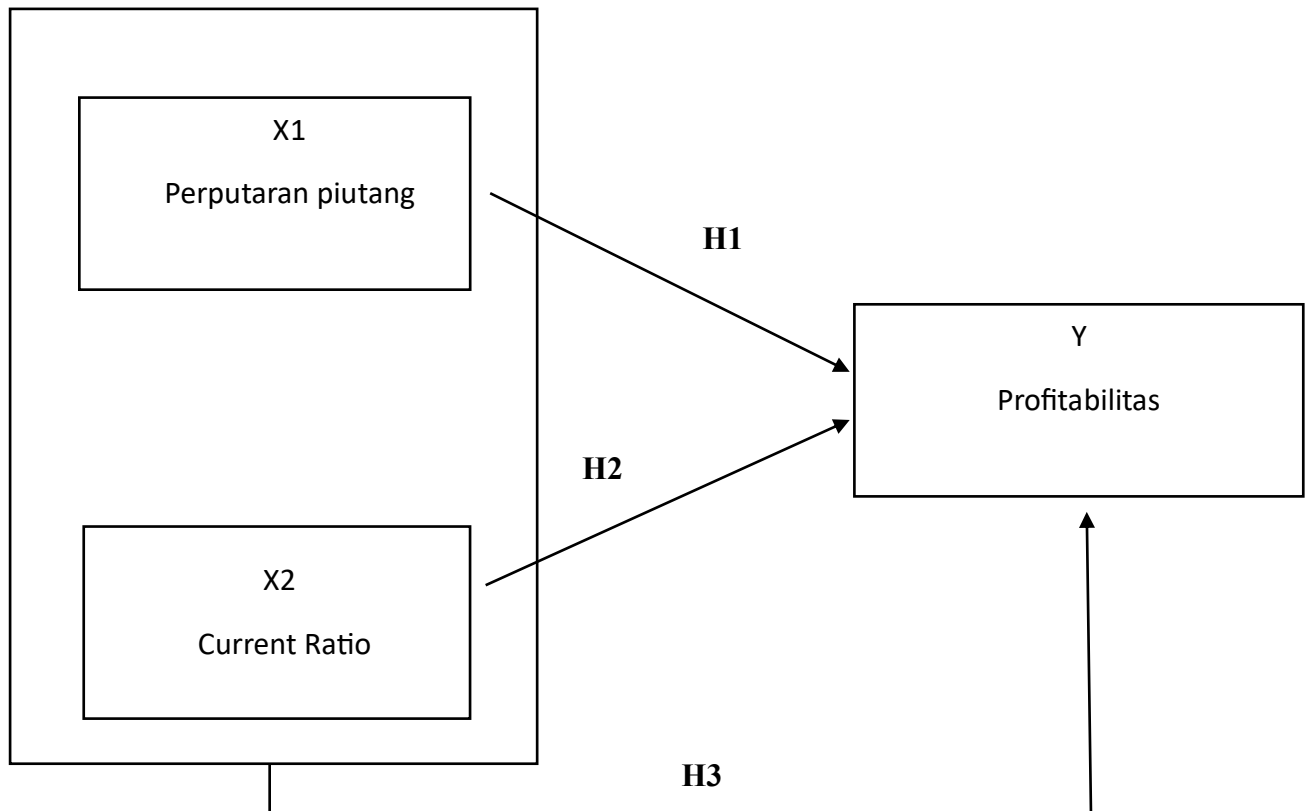 X1
Perputaran piutang
H1
Y
Profitabilitas
H2
X2
Current Ratio
H3